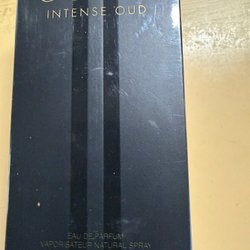 INTENSE OUD
EAU DE PARFUM
VAPORISATEUR NATURAL SPRAY